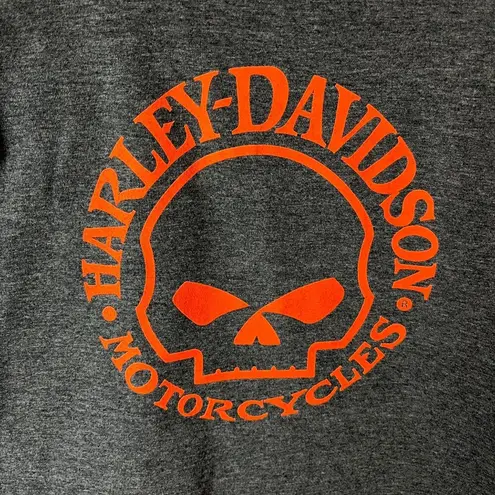 HARLEY-DAVIDSON
• MOTORCYCLES • ®